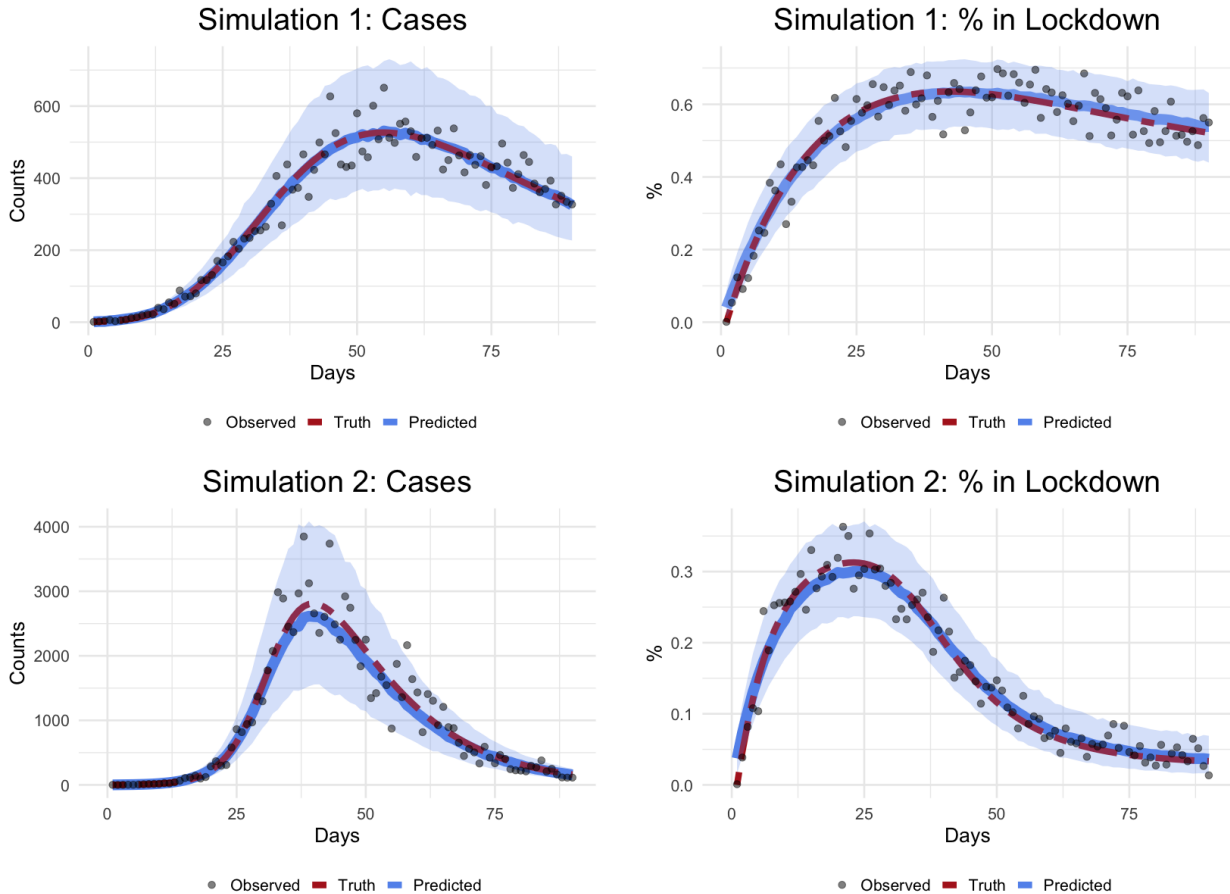 Simulation 1: Cases
Counts
600
400
200
0
0 25 50 75
Days
Observed Truth Predicted
Simulation 1: % in Lockdown
%
0.6
0.4
0.2
0.0
0 25 50 75
Days
Observed Truth Predicted
Simulation 2: Cases
Counts
4000
3000
2000
1000
0
0 25 50 75
Days
Observed Truth Predicted
Simulation 2: % in Lockdown
%
0.3
0.2
0.1
0.0
0 25 50 75
Days
Observed Truth Predicted